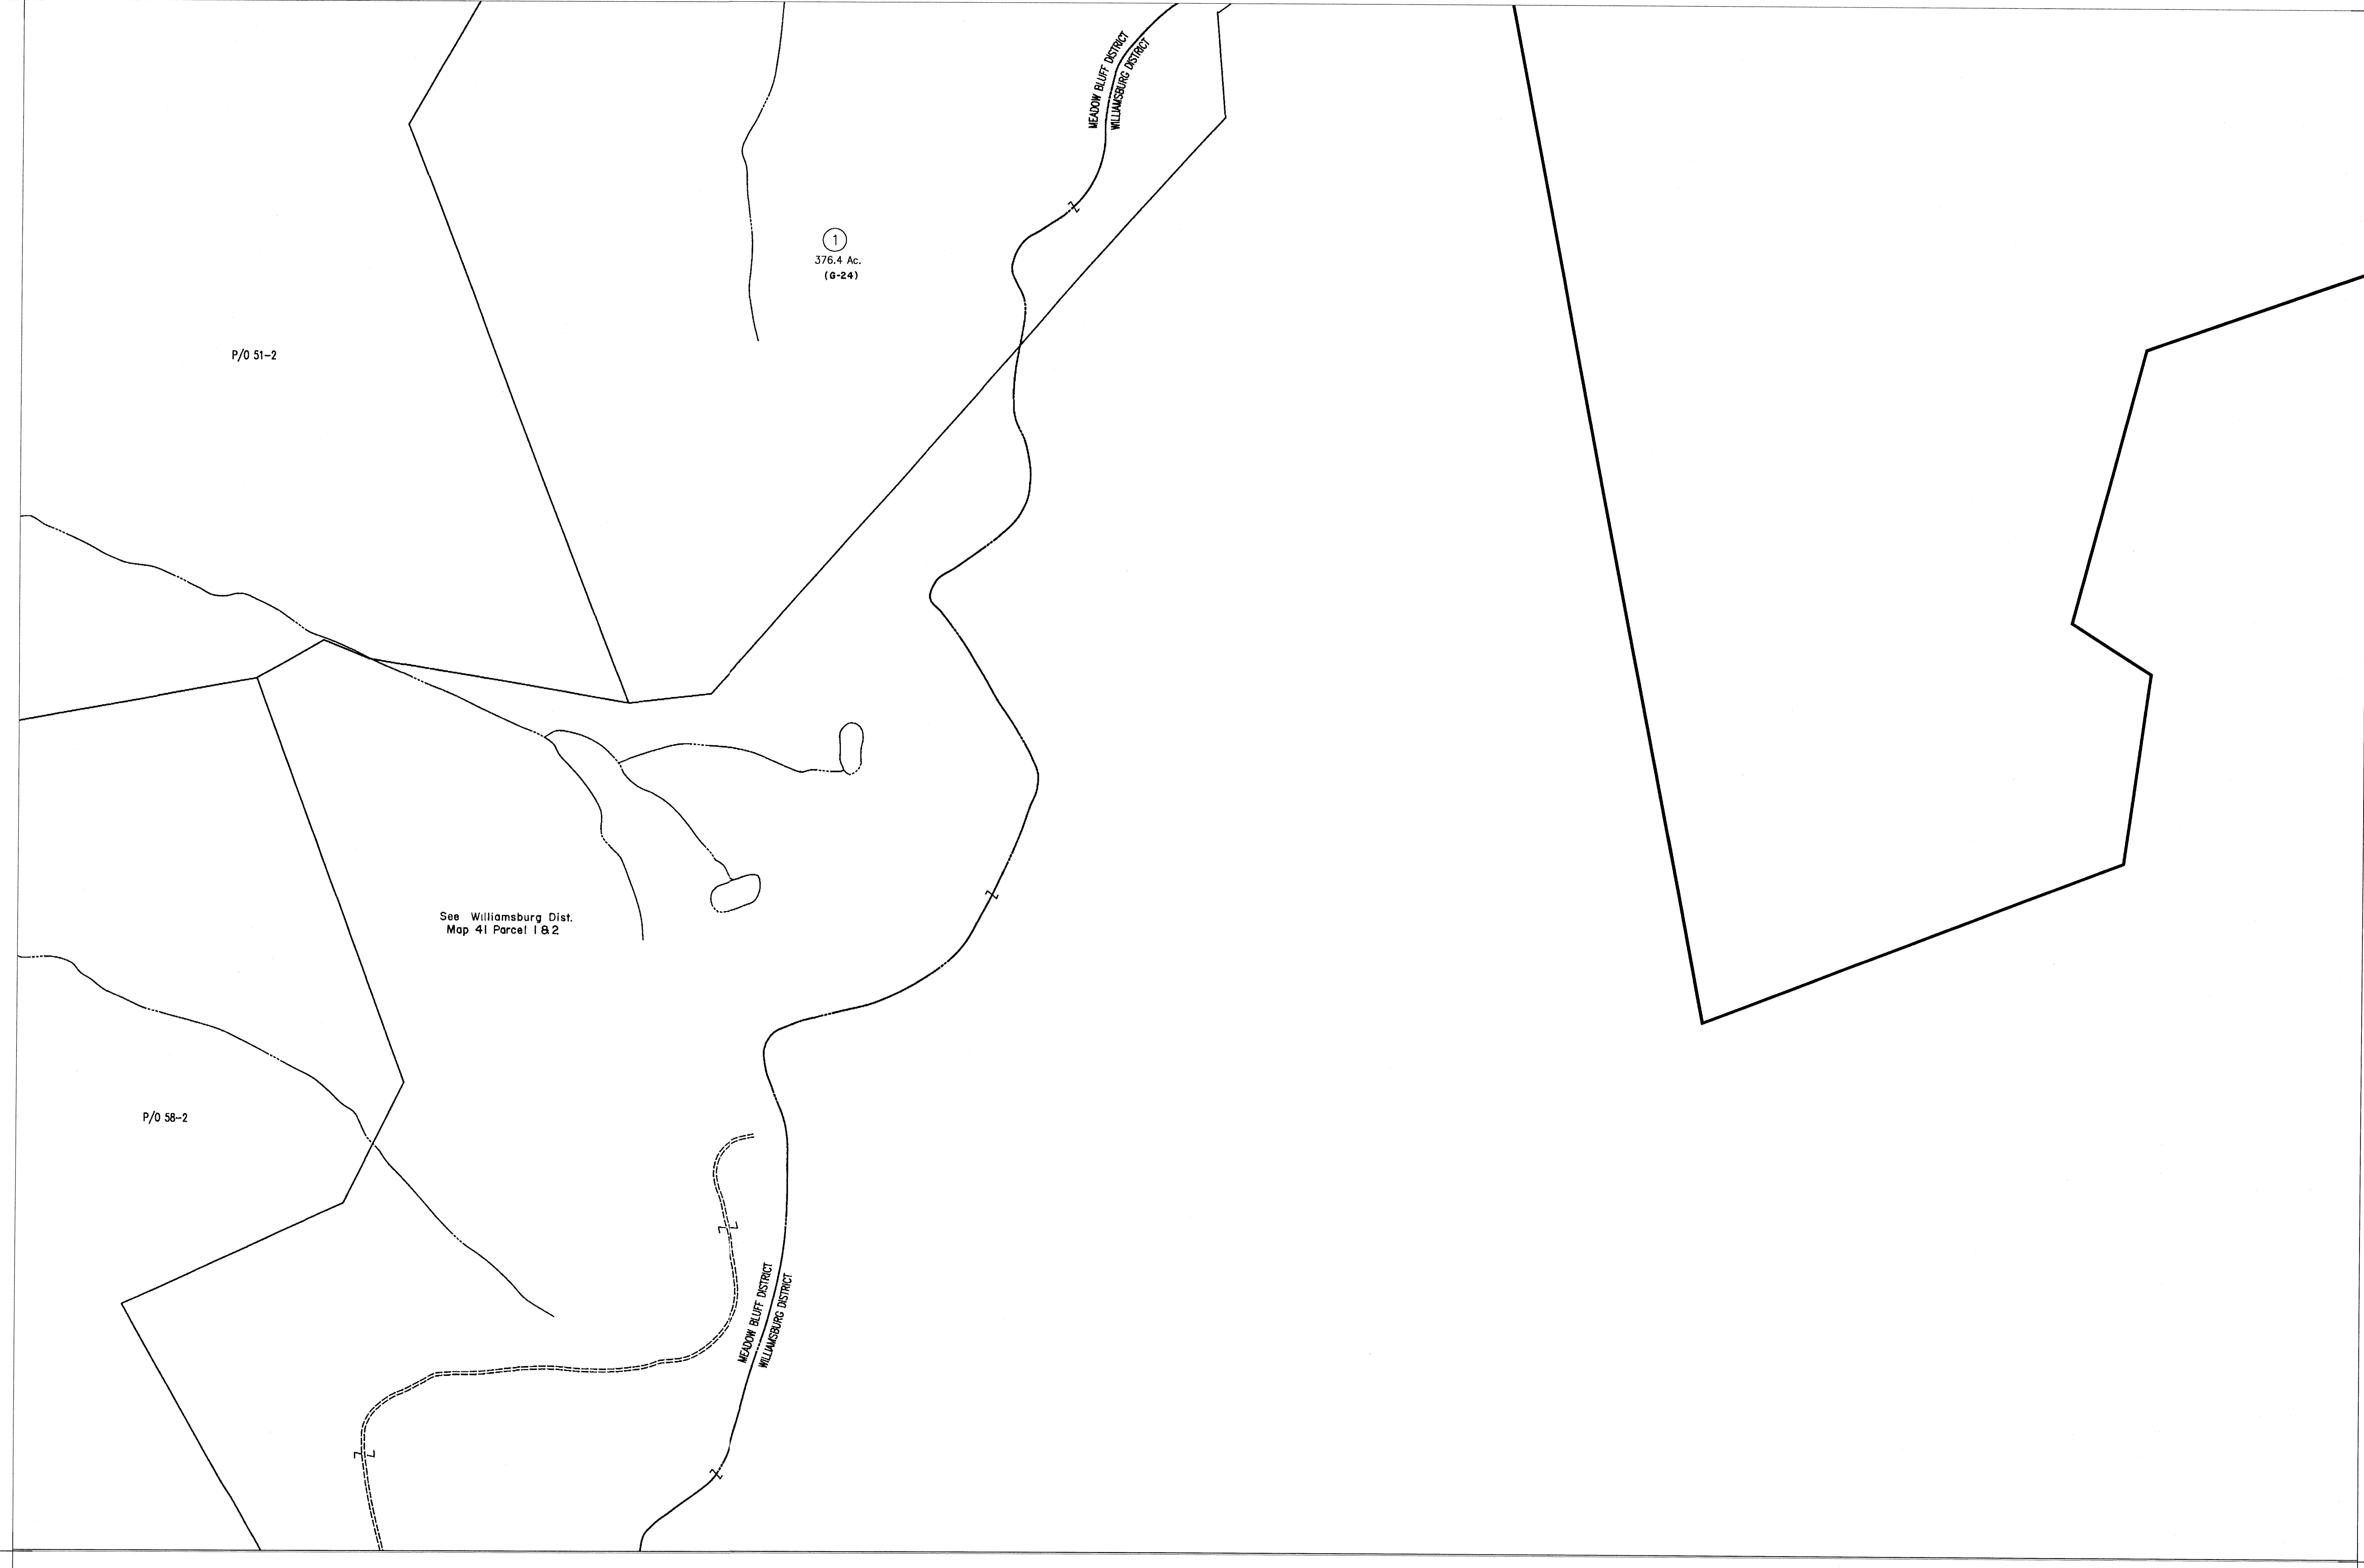 MEADOW BLUFF DISTRICT
WILLIAMSBURG DISTRICT
1
376.4 Ac.
(G-24)
P/O 51-2
See Williamsburg Dist.
Map 41 Parcel 1 & 2
P/O 58-2
MEADOW BLUFF DISTRICT
WILLIAMSBURG DISTRICT